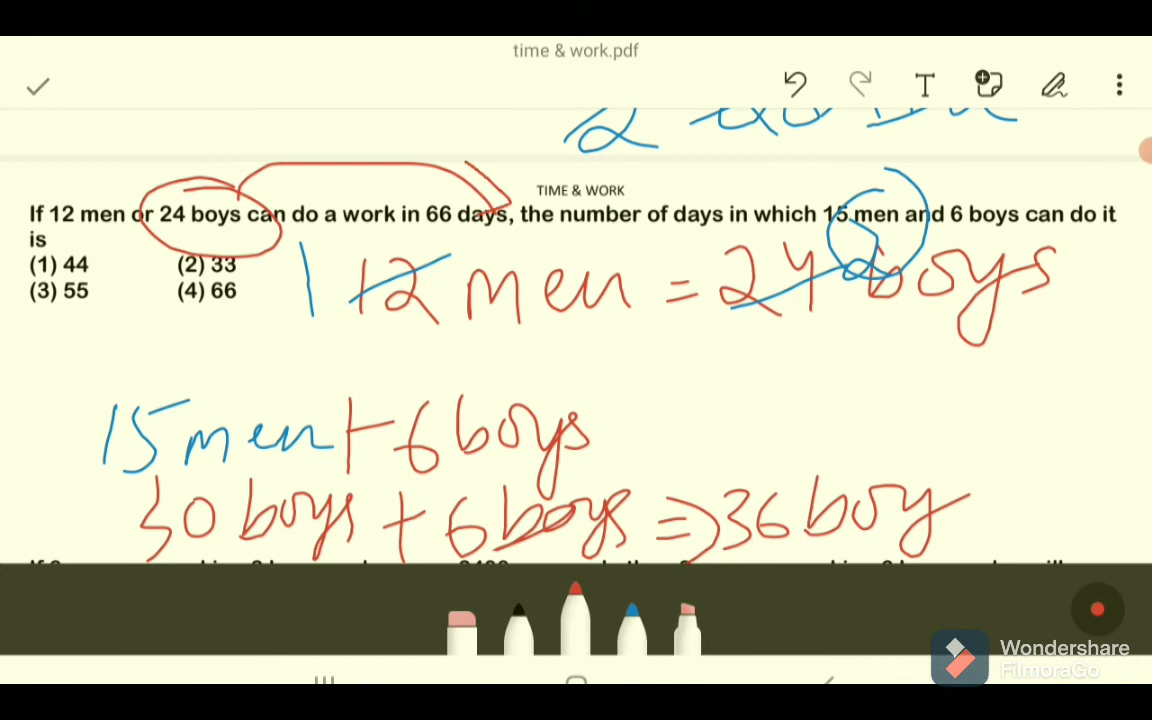 time & work.pdf
T
TIME & WORK
If 12 men or 24 boys can do a work in 66 days, the number of days in which 15 men and 6 boys can do it
is
(1) 44 (2) 33
(3) 55 (4) 66
1 12 men = 24 2 boys
15 men + 6 boys
30 boys + 6 boys => 36 boy
Wondershare
FilmoraGo